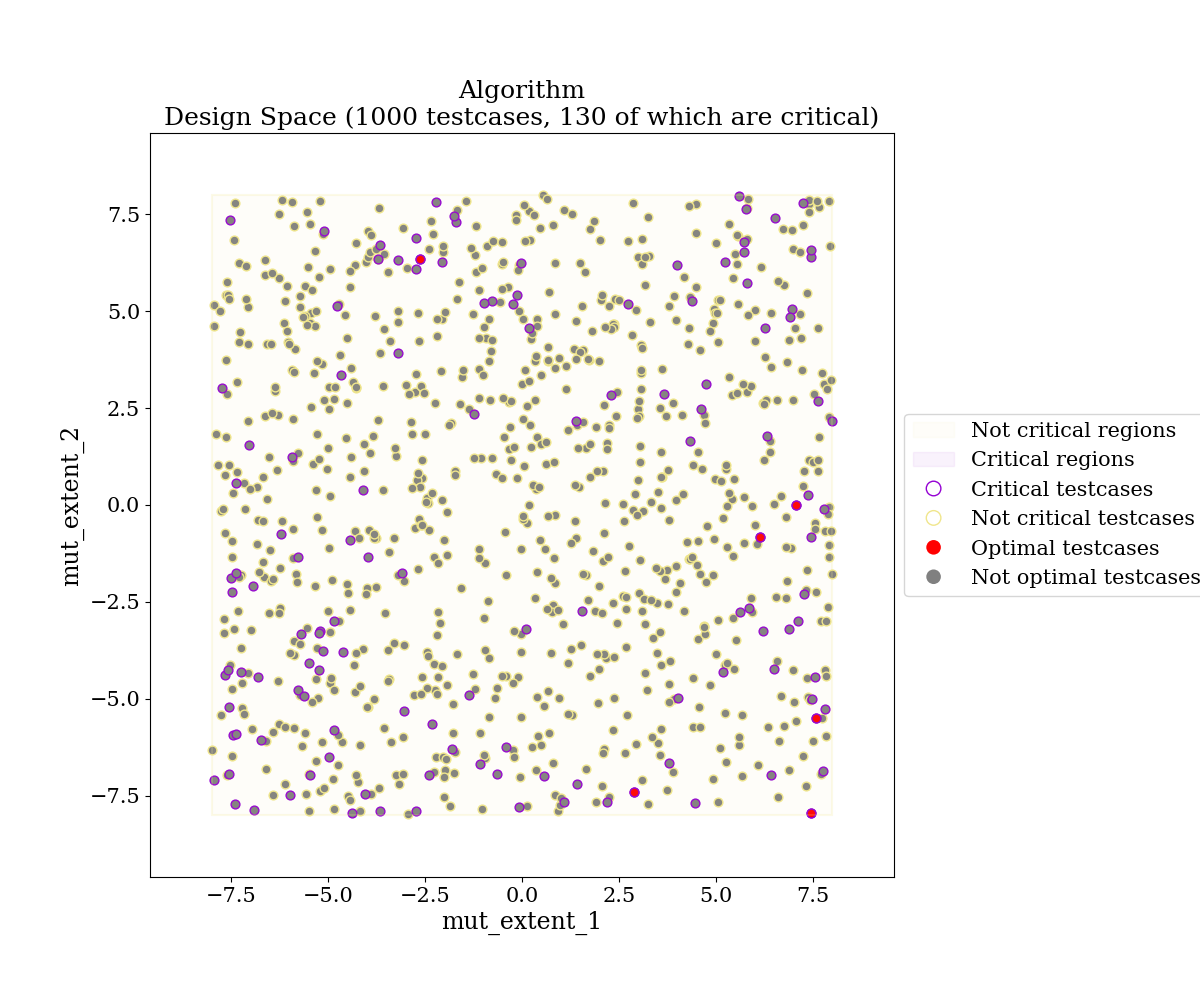 Algorithm
Design Space (1000 testcases, 130 of which are critical)
7.5
5.0
2.5
0.0
−2.5
−5.0
−7.5
mut_extent_2
−7.5 −5.0 −2.5 0.0 2.5 5.0 7.5
mut_extent_1
Not critical regions
Critical regions
Critical testcases
Not critical testcases
Optimal testcases
Not optimal testcases